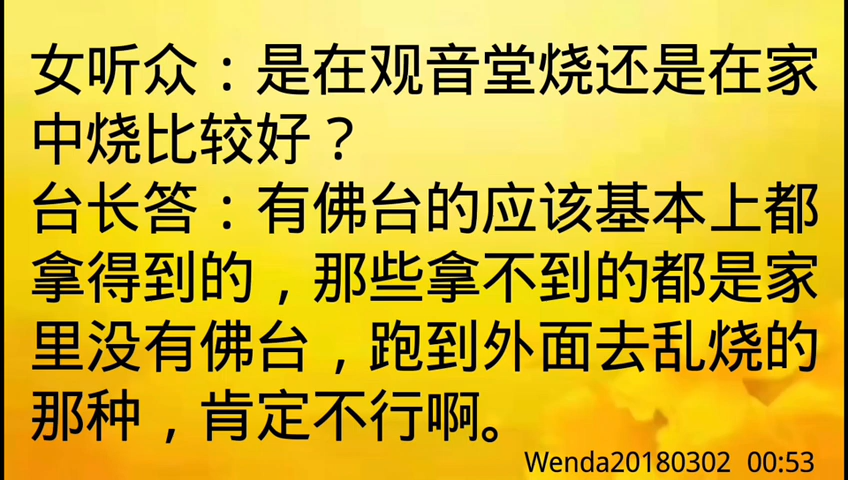 女听众：是在观音堂烧还是在家
中烧比较好？
台长答：有佛台的应该基本上都
拿得到的，那些拿不到的都是家
里没有佛台，跑到外面去乱烧的
那种，肯定不行啊。
Wenda20180302 00:53